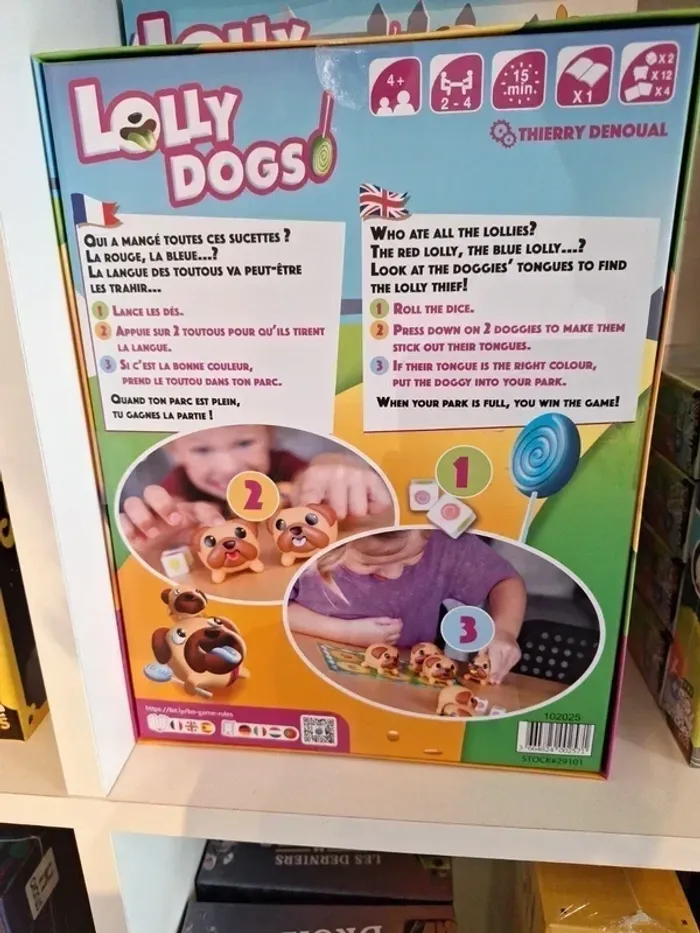 LOLLY
DOGS
4+
2 - 4
15 min.
X1
X2
X12
X4
THIERRY DENOUAL
QUI A MANGÉ TOUTES CES SUCETTES ?
LA ROUGE, LA BLEUE...?
LA LANGUE DES TOUTOUS VA PEUT-ÊTRE
LES TRAHIR...
1 LANCE LES DÉS.
2 APPUIE SUR 2 TOUTOUS POUR QU'ILS TIRENT
LA LANGUE.
3 SI C'EST LA BONNE COULEUR,
PREND LE TOUTOU DANS TON PARC.
QUAND TON PARC EST PLEIN,
TU GAGNES LA PARTIE !
WHO ATE ALL THE LOLLIES?
THE RED LOLLY, THE BLUE LOLLY...?
LOOK AT THE DOGGIES' TONGUES TO FIND
THE LOLLY THIEF!
1 ROLL THE DICE.
2 PRESS DOWN ON 2 DOGGIES TO MAKE THEM
STICK OUT THEIR TONGUES.
3 IF THEIR TONGUE IS THE RIGHT COLOUR,
PUT THE DOGGY INTO YOUR PARK.
WHEN YOUR PARK IS FULL, YOU WIN THE GAME!
1
2
3
102025
3 064824 002571
STOCK#29101
LES DERNIERS